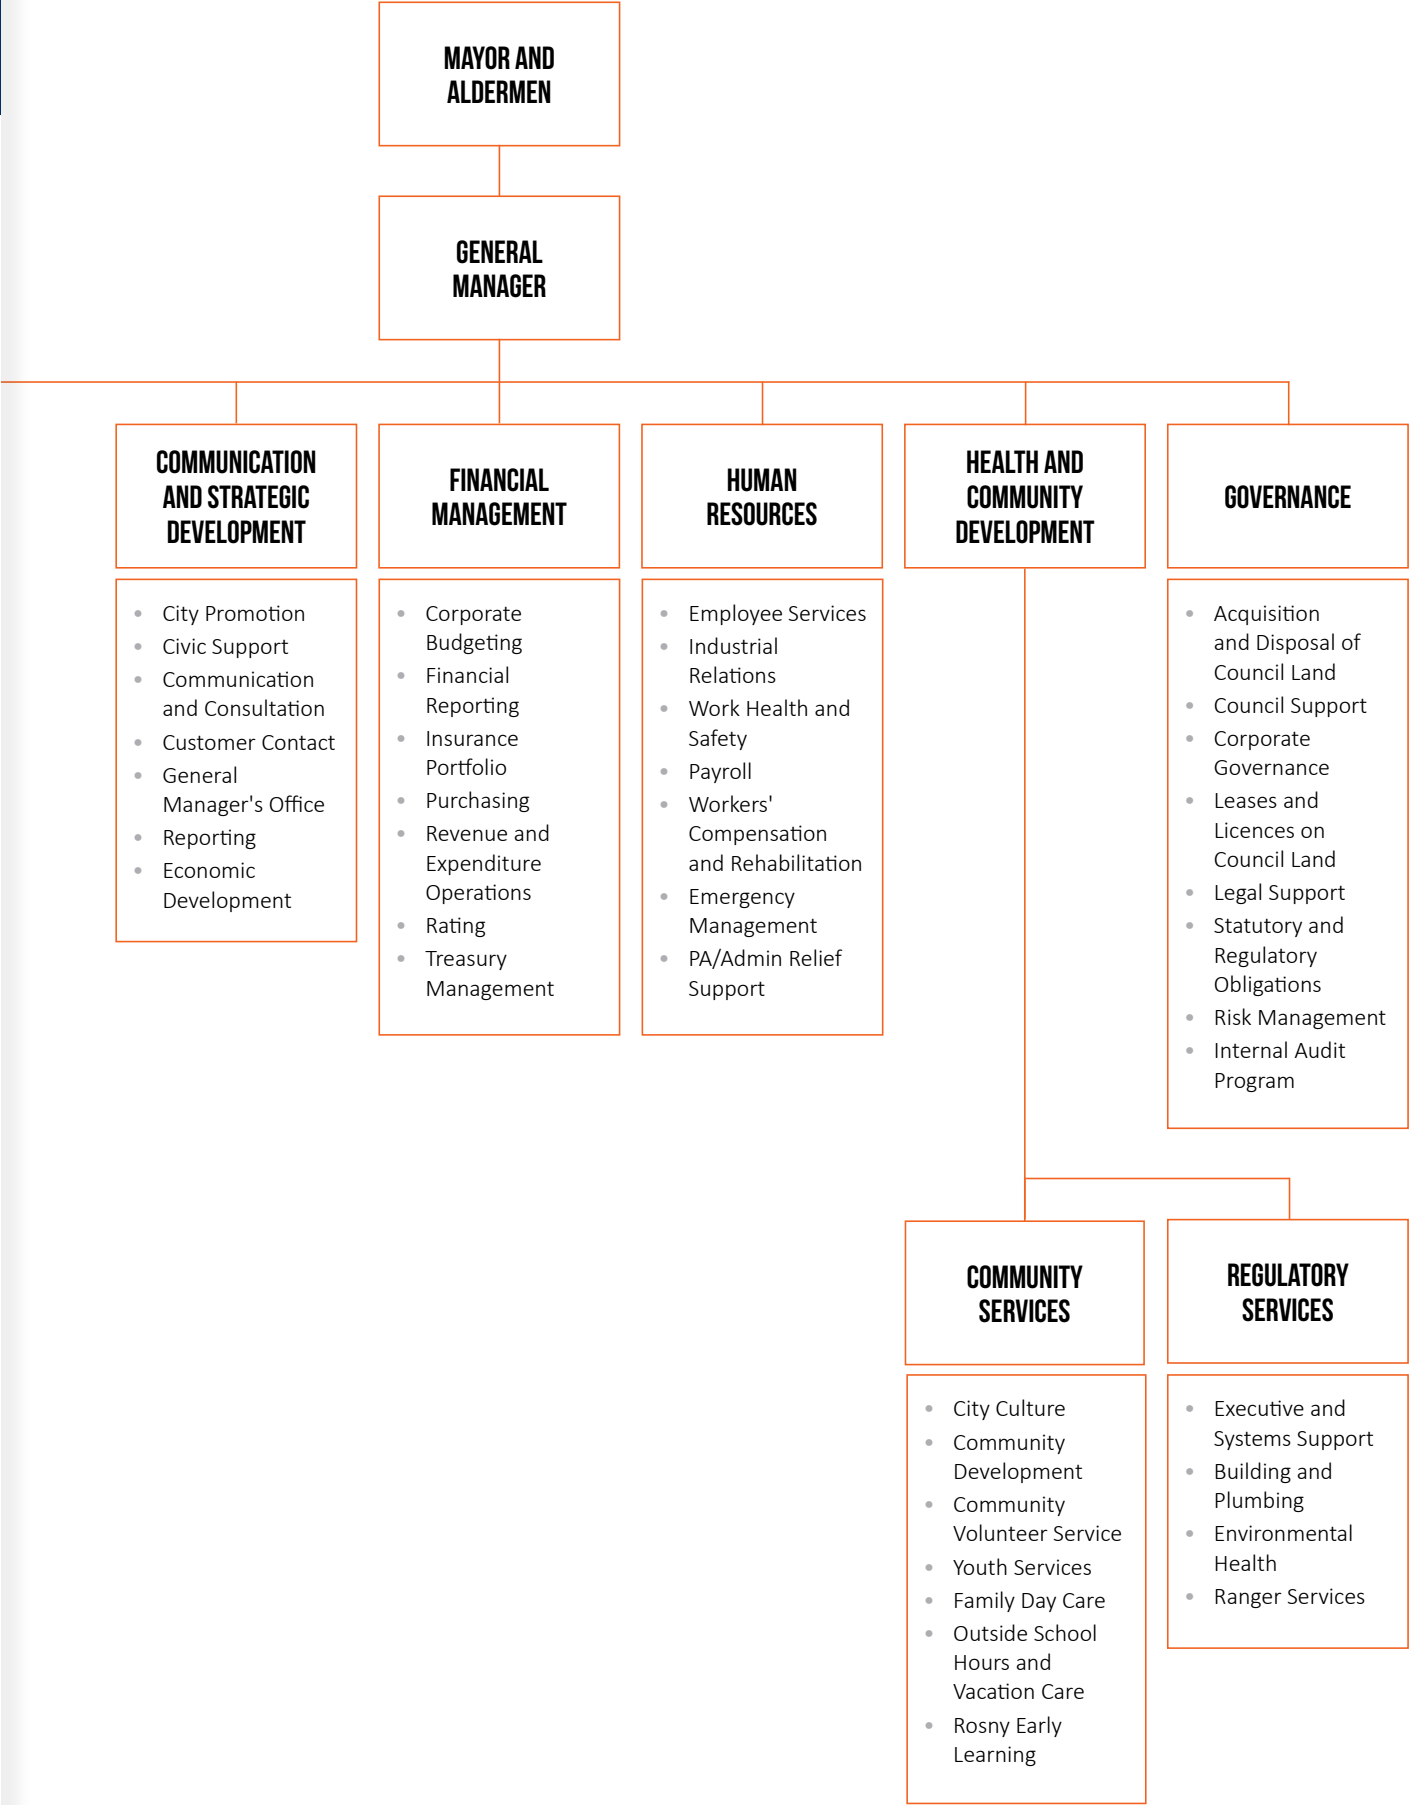 MAYOR AND
ALDERMEN
GENERAL
MANAGER
COMMUNICATION
AND STRATEGIC
DEVELOPMENT
• City Promotion
• Civic Support
• Communication
and Consultation
• Customer Contact
• General
Manager's Office
• Reporting
• Economic
Development
FINANCIAL
MANAGEMENT
• Corporate
Budgeting
• Financial
Reporting
• Insurance
Portfolio
• Purchasing
• Revenue and
Expenditure
Operations
• Rating
• Treasury
Management
HUMAN
RESOURCES
• Employee Services
• Industrial
Relations
• Work Health and
Safety
• Payroll
• Workers'
Compensation
and Rehabilitation
• Emergency
Management
• PA/Admin Relief
Support
HEALTH AND
COMMUNITY
DEVELOPMENT
GOVERNANCE
• Acquisition
and Disposal of
Council Land
• Council Support
• Corporate
Governance
• Leases and
Licences on
Council Land
• Legal Support
• Statutory and
Regulatory
Obligations
• Risk Management
• Internal Audit
Program
COMMUNITY
SERVICES
• City Culture
• Community
Development
• Community
Volunteer Service
• Youth Services
• Family Day Care
• Outside School
Hours and
Vacation Care
• Rosny Early
Learning
REGULATORY
SERVICES
• Executive and
Systems Support
• Building and
Plumbing
• Environmental
Health
• Ranger Services